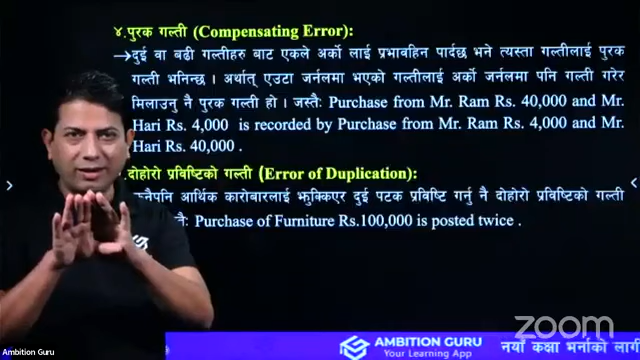 ४.पुरक गल्ती (Compensating Error):
→दुई वा बढी गल्तीहरु बाट एकले अर्को लाई प्रभावहिन पार्दछ भने त्यस्ता गल्तीलाई पुरक
गल्ती भनिन्छ । अर्थात् एउटा जर्नलमा भएको गल्तीलाई अर्को जर्नलमा पनि गल्ती गरेर
मिलाउनु नै पुरक गल्ती हो । जस्तै: Purchase from Mr. Ram Rs. 40,000 and Mr.
Hari Rs. 4,000 is recorded by Purchase from Mr. Ram Rs. 4,000 and Mr.
Hari Rs. 40,000 .
दोहोरो प्रविष्टिको गल्ती (Error of Duplication):
आर्थिक कारोबारलाई झुक्किएर दुई पटक प्रविष्टि गर्नु नै दोहोरो प्रविष्टिको गल्ती
Purchase of Furniture Rs.100,000 is posted twice .
zoom
Ambition Guru
AMBITION GURU
Your Learning App
नयाँ कक्षा भर्नाको लागि